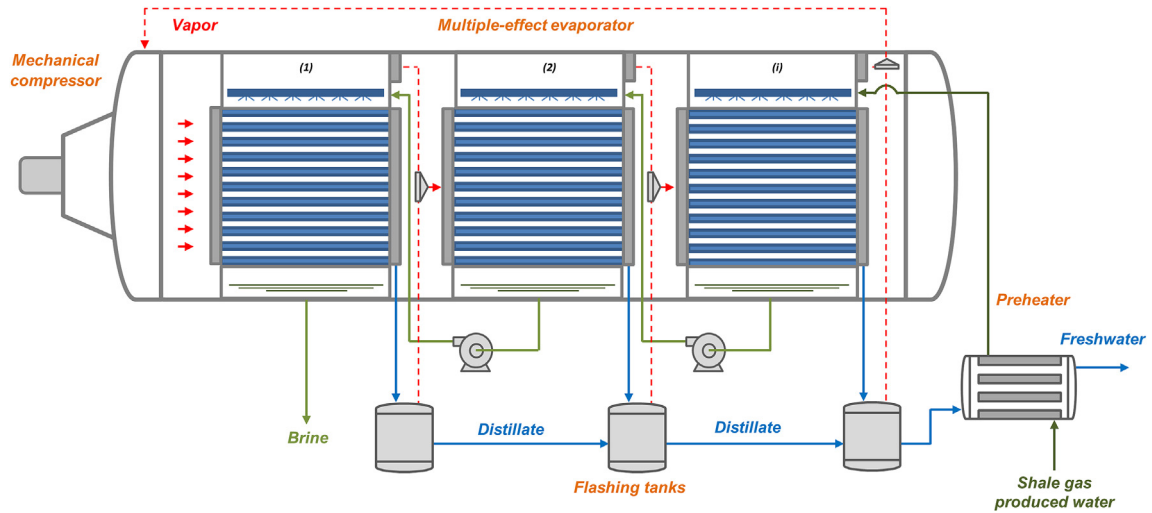 Vapor
Multiple-effect evaporator
Mechanical
compressor
(1)
(2)
(i)
Preheater
Freshwater
Brine
Distillate
Distillate
Flashing tanks
Shale gas
produced water